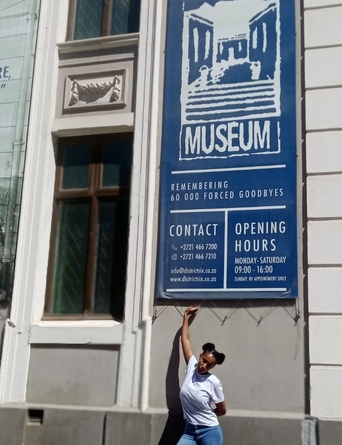 RE,
"
MUSEUM
REMEMBERING
60 000 FORCED GOODBYES
CONTACT
+2721 466 7200
+2721 466 7210
info@districtsix.co.za
www.districtsix.co.za
OPENING
HOURS
MONDAY-SATURDAY
09:00 - 16:00
SUNDAY: BY APPOINTMENT ONLY